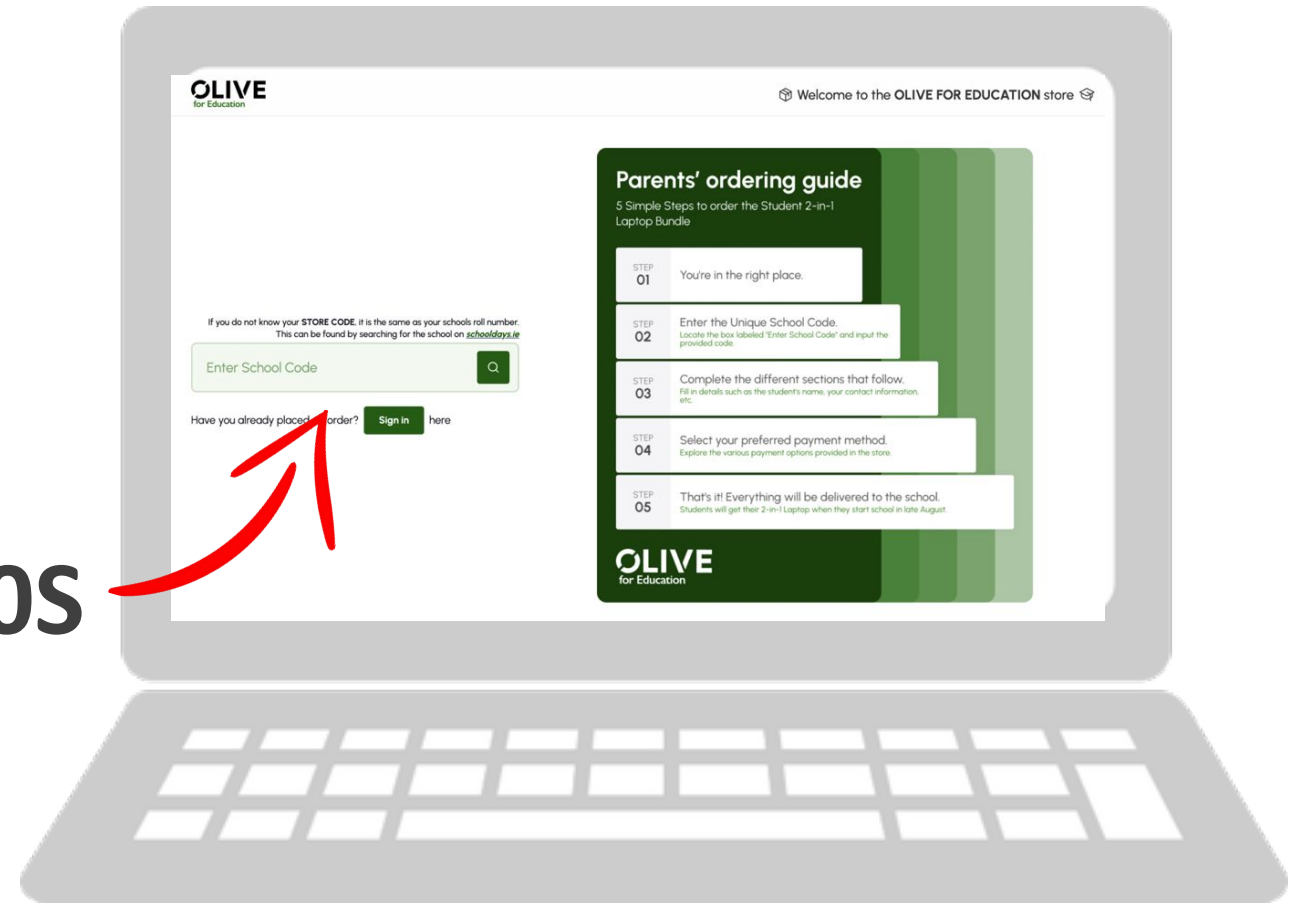 OLIVE
for Education
Welcome to the OLIVE FOR EDUCATION store
If you do not know your STORE CODE, it is the same as your schools roll number.
This can be found by searching for the school on schooldays.ie
Enter School Code
Have you already placed order? Sign in here
0S
Parents' ordering guide
5 Simple Steps to order the Student 2-in-1
Laptop Bundle
STEP
01
You're in the right place.
STEP
02
Enter the Unique School Code.
Locate the box labeled "Enter School Code" and input the
provided code.
STEP
03
Complete the different sections that follow.
Fill in details such as the student's name, your contact information,
etc.
STEP
04
Select your preferred payment method.
Explore the various payment options provided in the store.
STEP
05
That's it! Everything will be delivered to the school.
Students will get their 2-in-1 Laptop when they start school in late August.
OLIVE
for Education